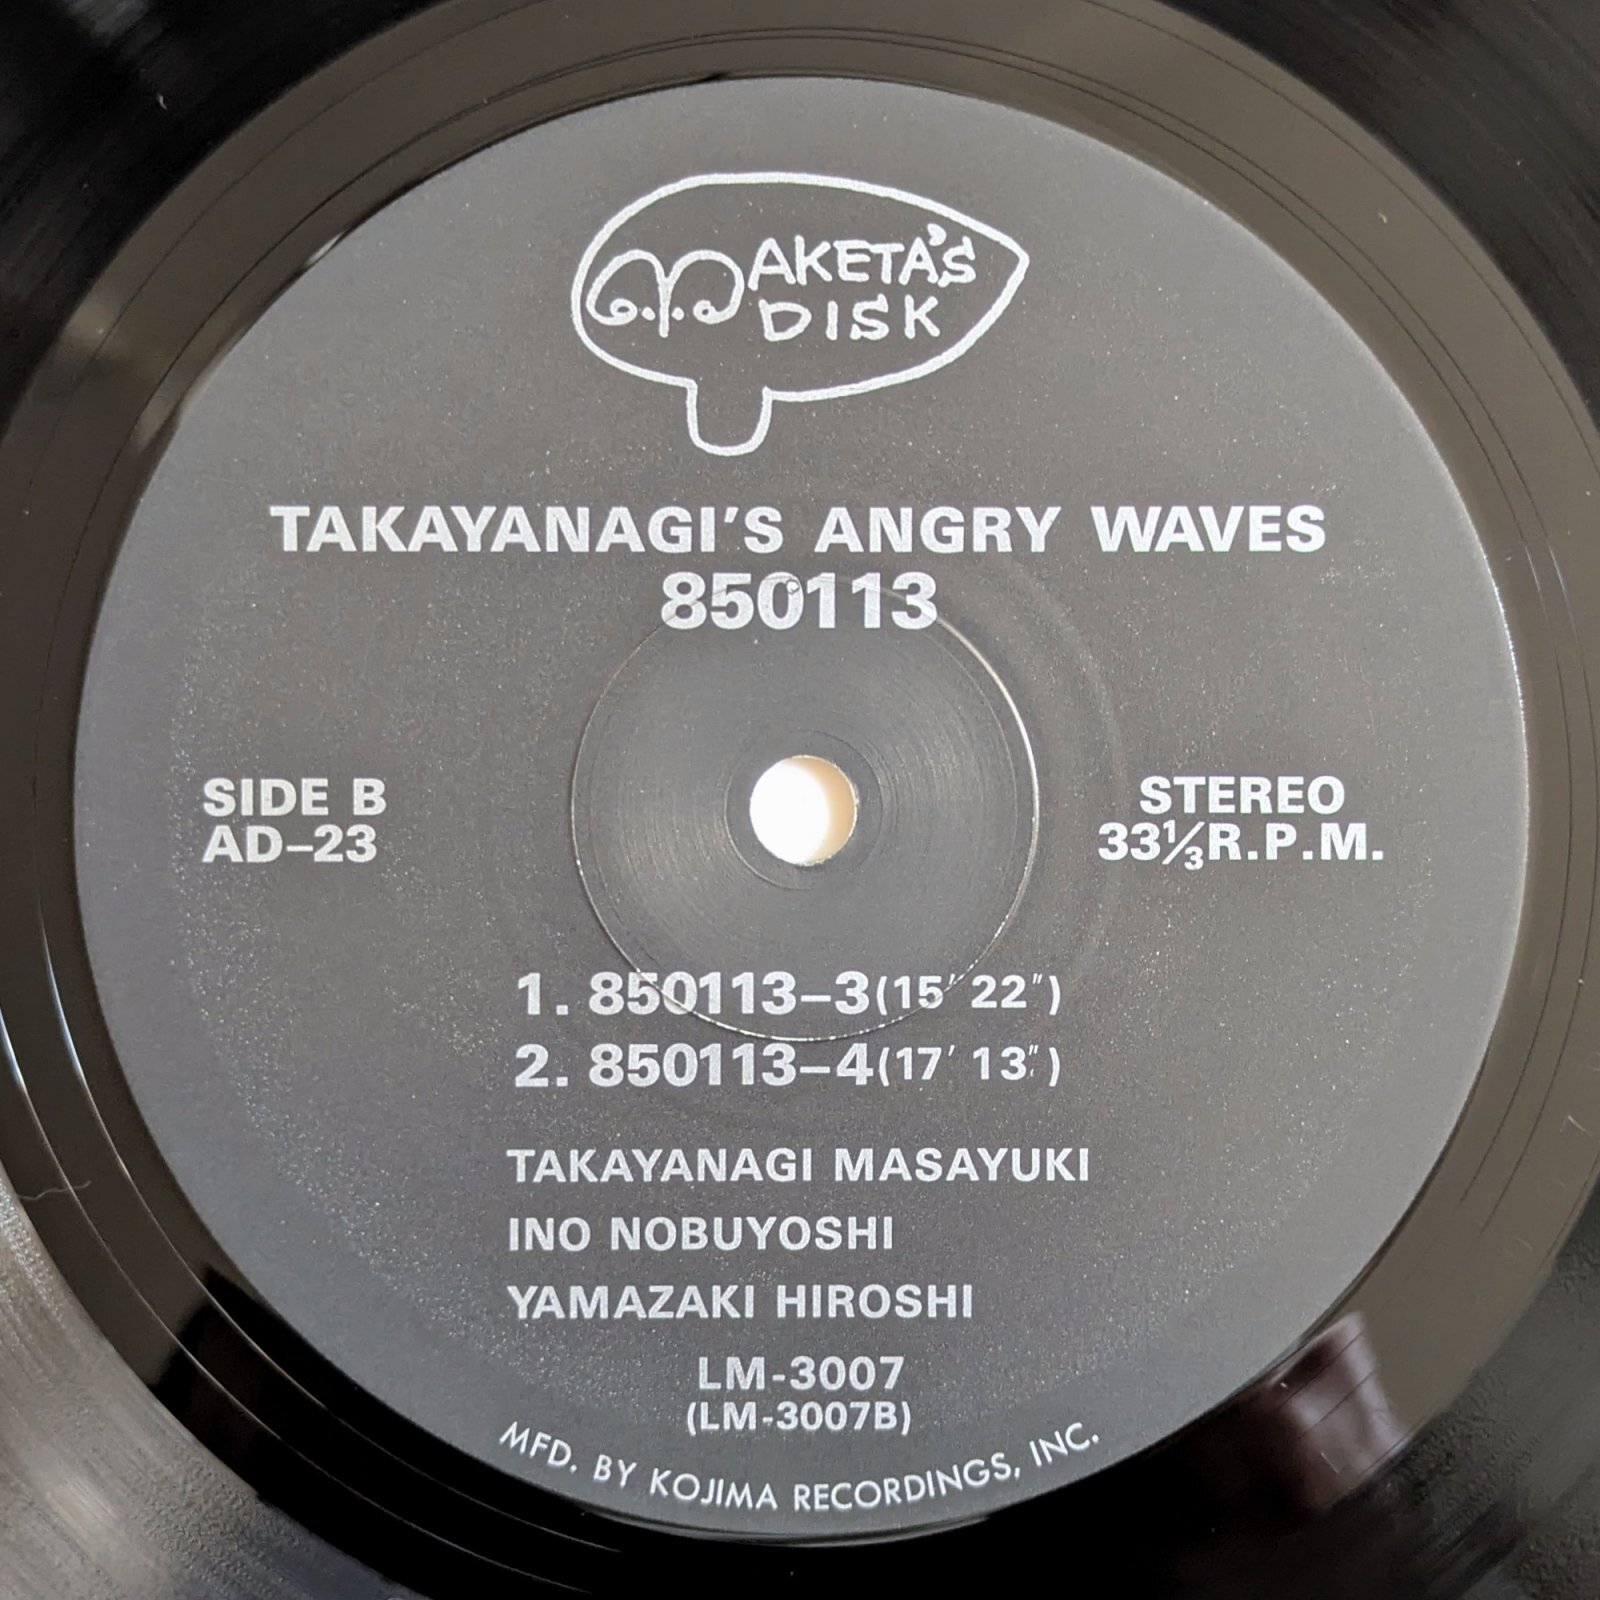 AKETA'S
DISK
TAKAYANAGI'S ANGRY WAVES
850113
SIDE B
AD–23
STEREO
33⅓R.P.M.
1. 850113–3(15′ 22″)
2. 850113–4(17′ 13″)
TAKAYANAGI MASAYUKI
INO NOBUYOSHI
YAMAZAKI HIROSHI
LM-3007
(LM-3007B)
MFD. BY KOJIMA RECORDINGS, INC.